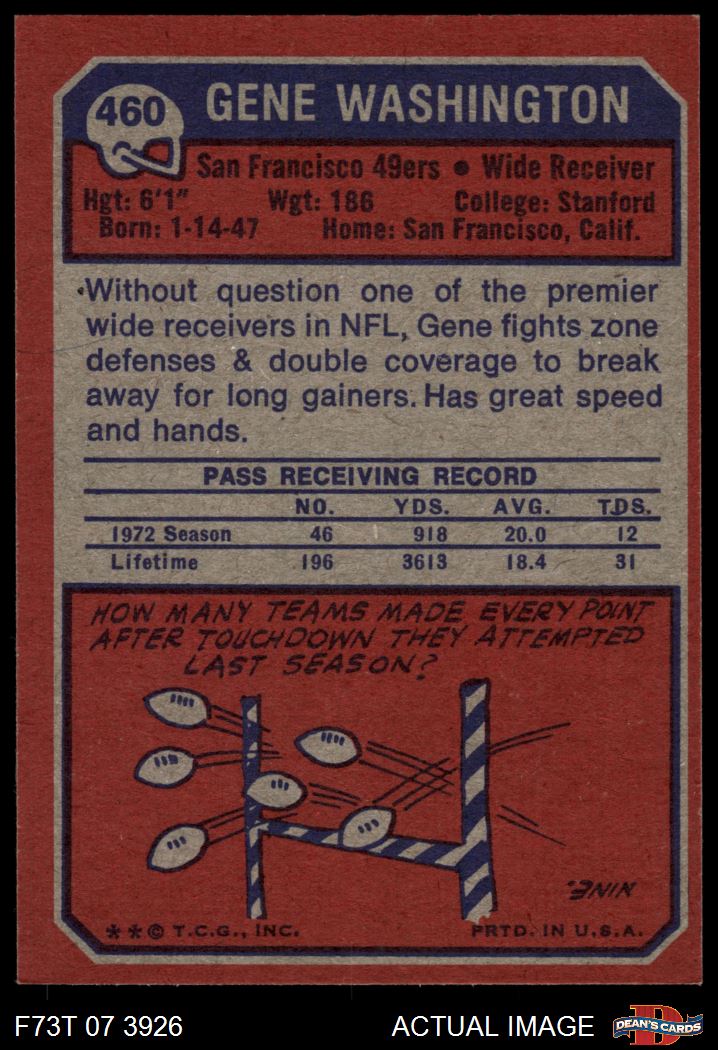 460 GENE WASHINGTON
San Francisco 49ers • Wide Receiver
Hgt: 6'1" Wgt: 186 College: Stanford
Born: 1-14-47 Home: San Francisco, Calif.
Without question one of the premier
wide receivers in NFL, Gene fights zone
defenses & double coverage to break
away for long gainers. Has great speed
and hands.
PASS RECEIVING RECORD
NO. YDS. AVG. TDS.
1972 Season 46 918 20.0 12
Lifetime 196 3613 18.4 31
HOW MANY TEAMS MADE EVERY POINT
AFTER TOUCHDOWN THEY ATTEMPTED
LAST SEASON?
NINE.
**© T.C.G., INC. PRTD. IN U.S.A.
F73T 07 3926 ACTUAL IMAGE D DEAN'S CARDS